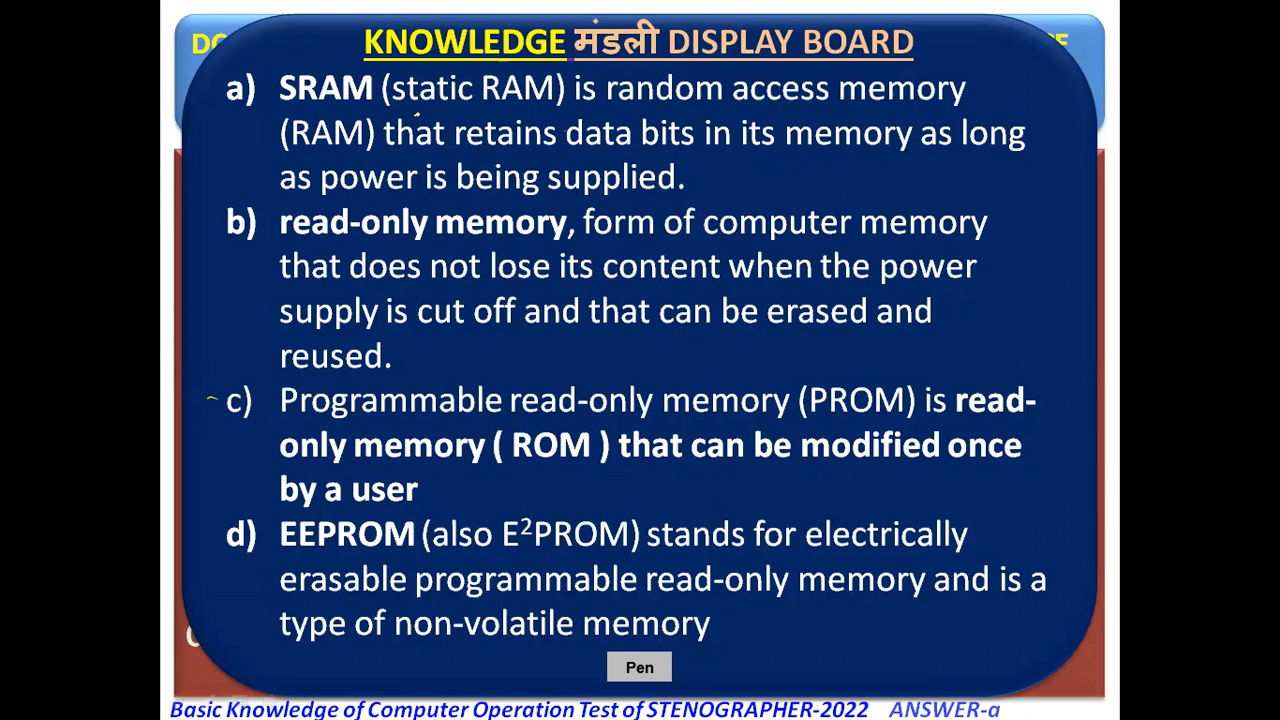 KNOWLEDGE मंडली DISPLAY BOARD
a) SRAM (static RAM) is random access memory
(RAM) that retains data bits in its memory as long
as power is being supplied.
b) read-only memory, form of computer memory
that does not lose its content when the power
supply is cut off and that can be erased and
reused.
c) Programmable read-only memory (PROM) is read-
only memory ( ROM ) that can be modified once
by a user
d) EEPROM (also E²PROM) stands for electrically
erasable programmable read-only memory and is a
type of non-volatile memory
Pen
Basic Knowledge of Computer Operation Test of STENOGRAPHER-2022 ANSWER-a